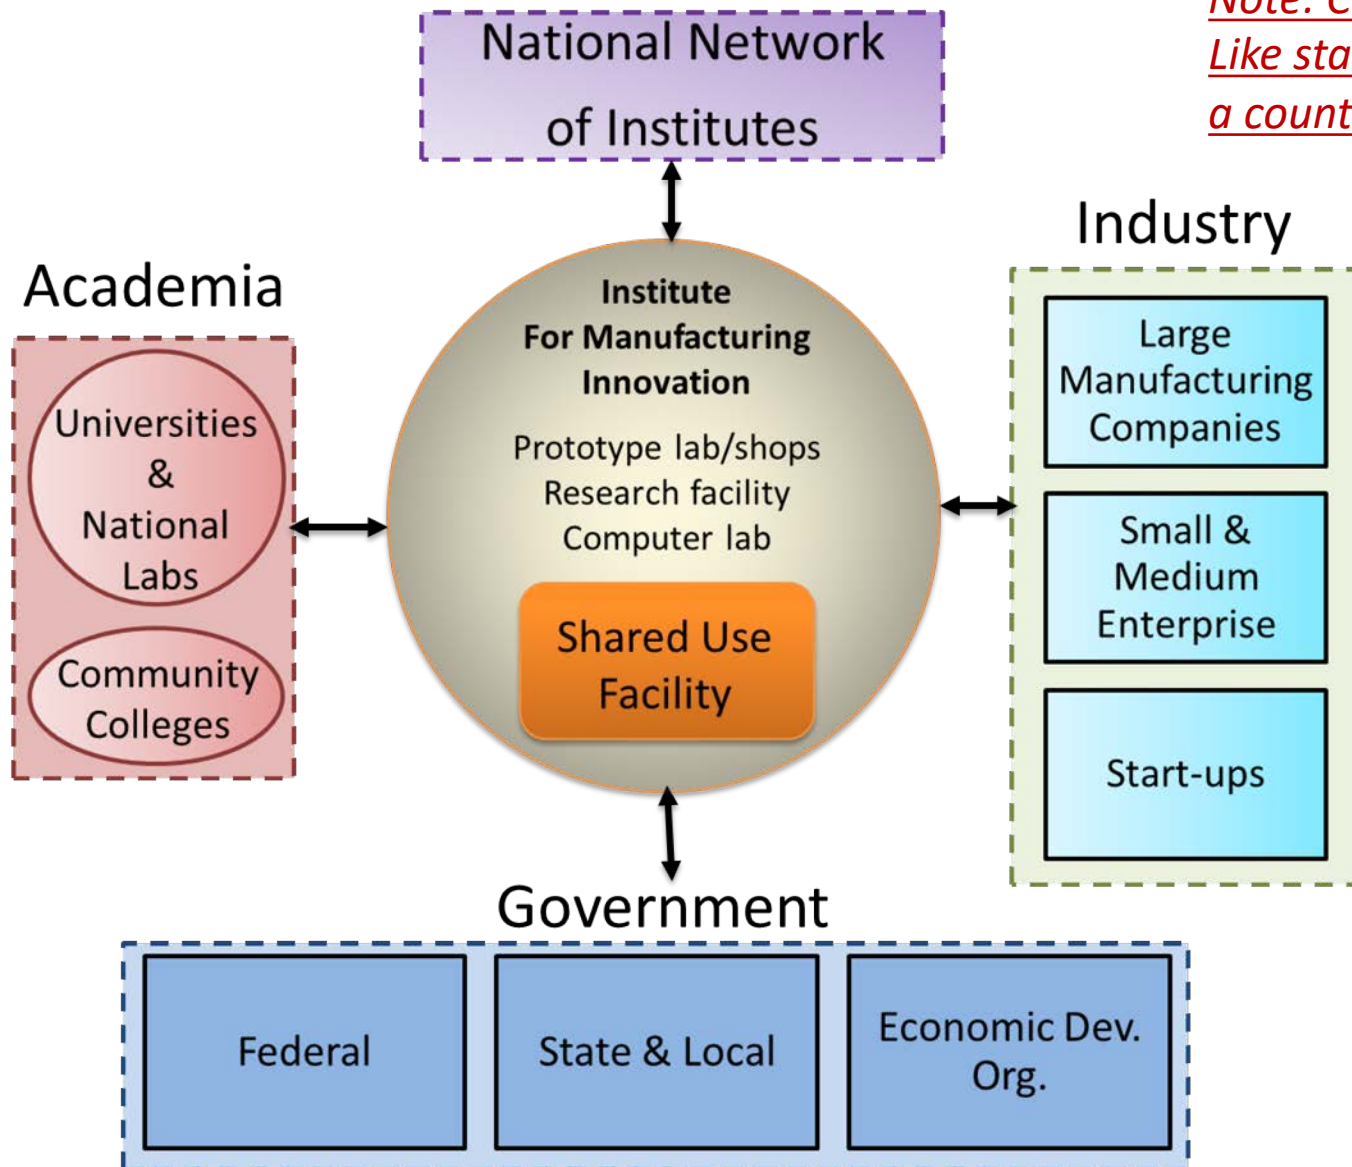 National Network
of Institutes
Note:
Like
a
Industry
Large
Manufacturing
Companies
Small &
Medium
Enterprise
Start-ups
Academia
Universities
&
National
Labs
Community
Colleges
Institute
For Manufacturing
Innovation
Prototype lab/shops
Research facility
Computer lab
Shared Use
Facility
Government
Federal
State & Local
Economic Dev.
Org.